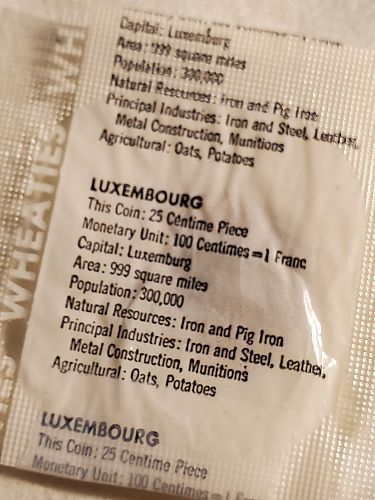 Capital: Luxemburg
Area: 999 square miles
Population: 300,000
Natural Resources: Iron and Pig Iron
Principal Industries: Iron and Steel, Leather,
Metal Construction, Munitions
Agricultural: Oats, Potatoes
WHEATIES WH
LUXEMBOURG
This Coin: 25 Centime Piece
Monetary Unit: 100 Centimes=1 Franc
Capital: Luxemburg
Area: 999 square miles
Population: 300,000
Natural Resources: Iron and Pig Iron
Principal Industries: Iron and Steel, Leather,
Metal Construction, Munitions
Agricultural: Oats, Potatoes
ES
LUXEMBOURG
This Coin: 25 Centime Piece
Monetary Unit: 100 Centimes=1 Franc